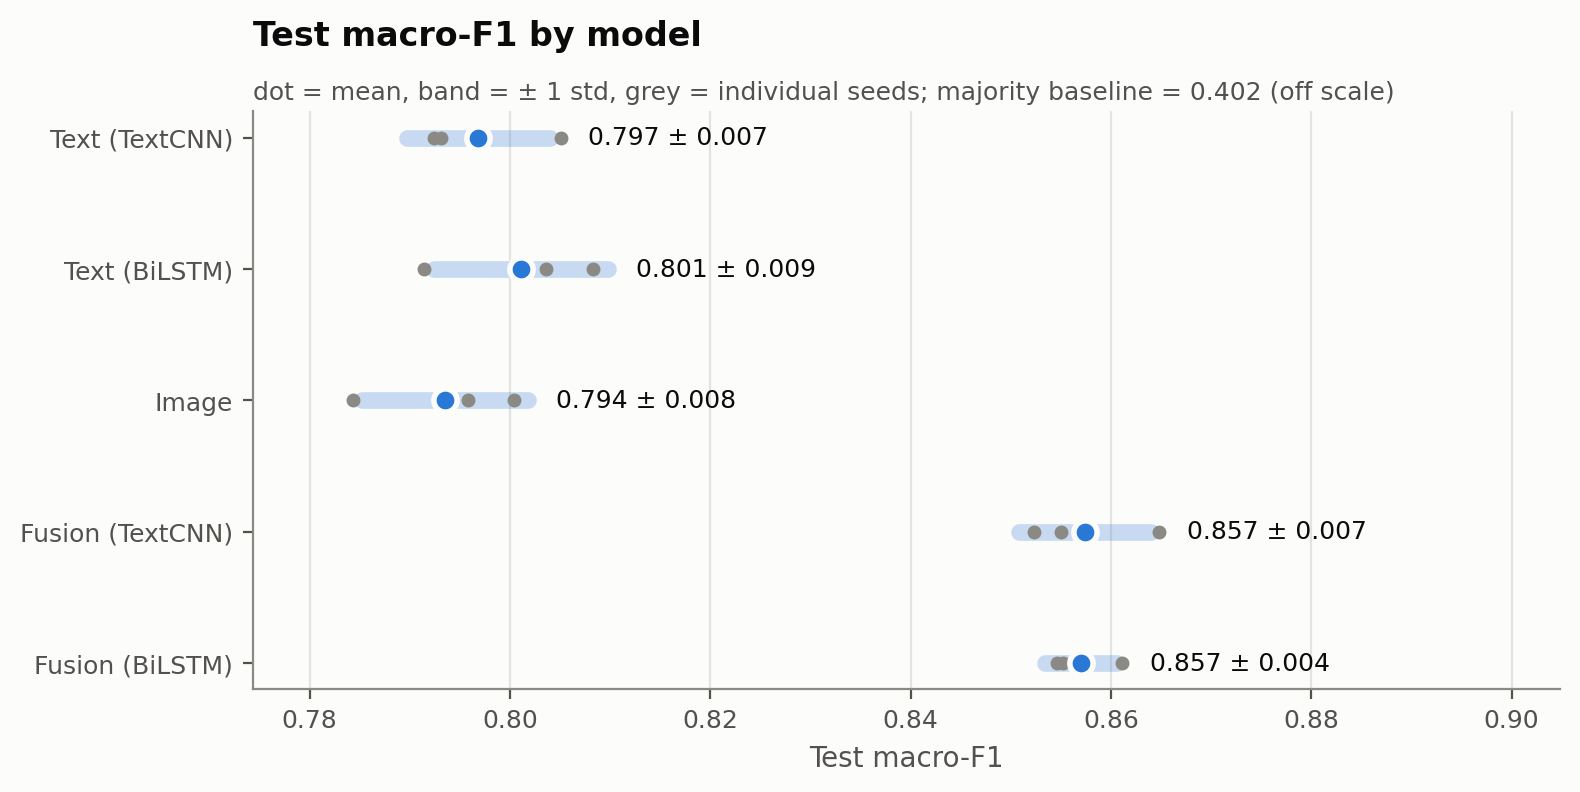 Test macro-F1 by model
dot = mean, band = ± 1 std, grey = individual seeds; majority baseline = 0.402 (off scale)
Text (TextCNN) 0.797 ± 0.007
Text (BiLSTM) 0.801 ± 0.009
Image 0.794 ± 0.008
Fusion (TextCNN) 0.857 ± 0.007
Fusion (BiLSTM) 0.857 ± 0.004
0.78 0.80 0.82 0.84 0.86 0.88 0.90
Test macro-F1